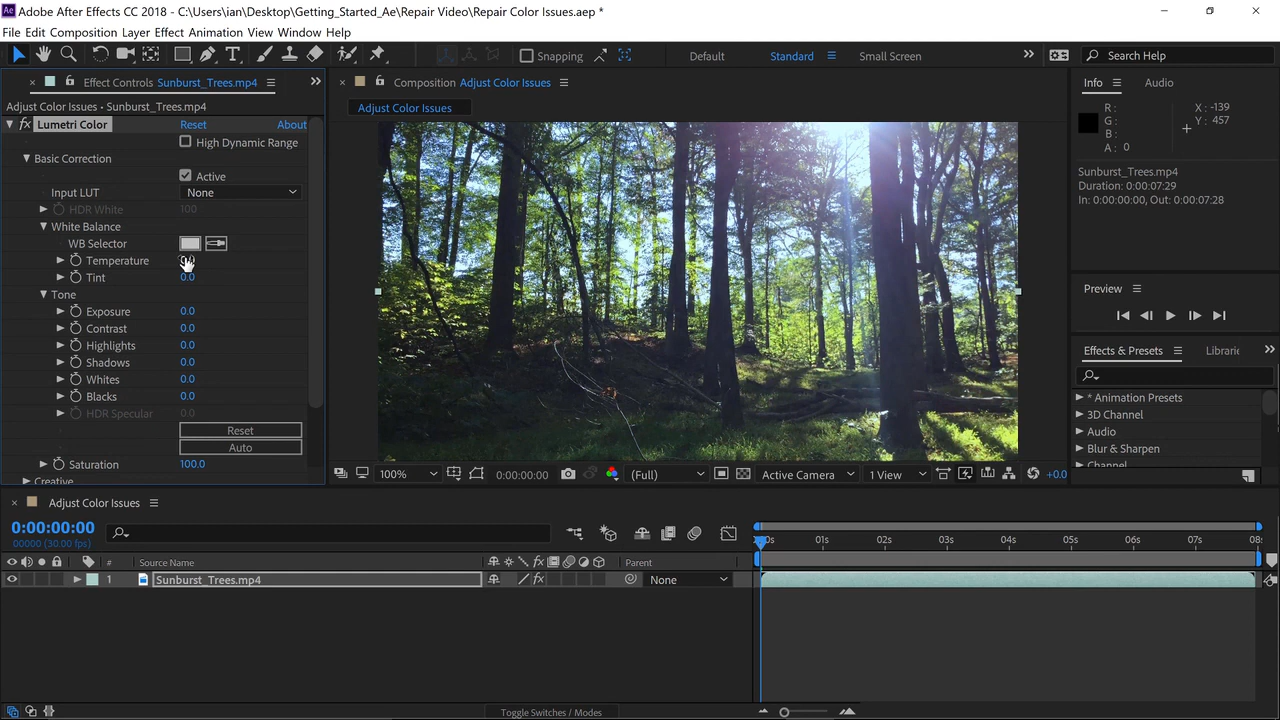 Adobe After Effects CC 2018 - C:\Users\ian\Desktop\Getting_Started_Ae\Repair Video\Repair Color Issues.aep *
File Edit Composition Layer Effect Animation View Window Help
Snapping Default Standard Small Screen Search Help
Effect Controls Sunburst_Trees.mp4
Adjust Color Issues • Sunburst_Trees.mp4
fx Lumetri Color Reset About
High Dynamic Range
Basic Correction
Active
Input LUT None
HDR White 100
White Balance
WB Selector
Temperature
Tint 0.0
Tone
Exposure 0.0
Contrast 0.0
Highlights 0.0
Shadows 0.0
Whites 0.0
Blacks 0.0
HDR Specular 0.0
Reset
Auto
Saturation 100.0
Creative
Composition Adjust Color Issues
Adjust Color Issues
100% 0:00:00:00 (Full) Active Camera 1 View +0.0
Info Audio
R: X: -139
G: Y: 457
B:
A: 0
Sunburst_Trees.mp4
Duration: 0:00:07:29
In: 0:00:00:00, Out: 0:00:07:28
Preview
Effects & Presets Librarie
* Animation Presets
3D Channel
Audio
Blur & Sharpen
Channel
Adjust Color Issues
0:00:00:00
00000 (30.00 fps)
# Source Name fx Parent
1 Sunburst_Trees.mp4 fx None
00s 01s 02s 03s 04s 05s 06s 07s 08s
Toggle Switches / Modes